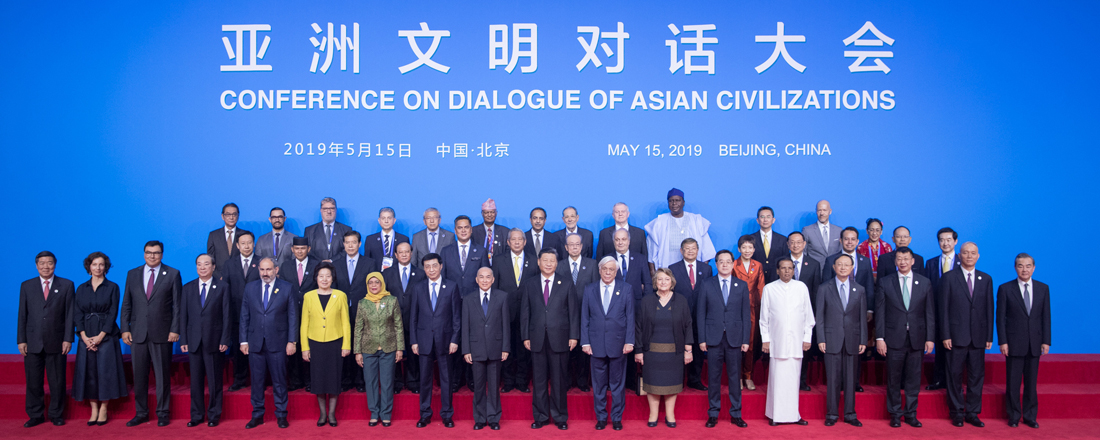 亚洲文明对话大会
CONFERENCE ON DIALOGUE OF ASIAN CIVILIZATIONS
2019年5月15日 中国·北京 MAY 15, 2019 BEIJING, CHINA